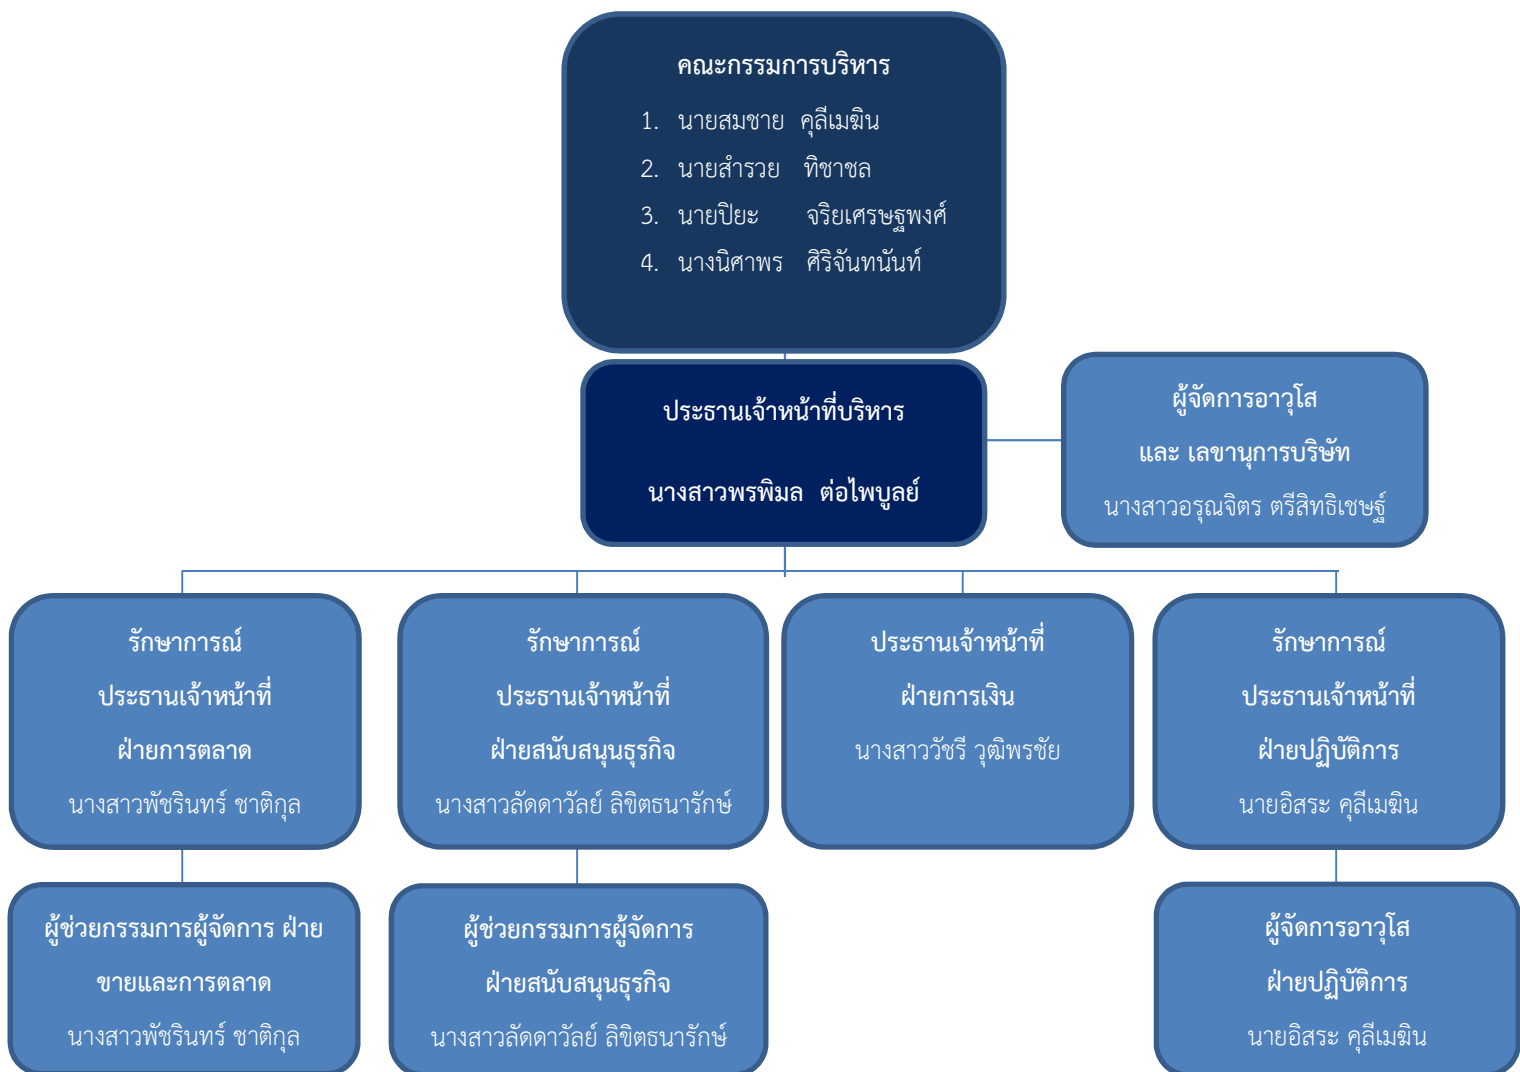 คณะกรรมการบริหาร
1. นายสมชาย คุลีเมฆิน
2. นายสำรวย ทิชาชล
3. นายปิยะ จริยเศรษฐพงศ์
4. นางนิศาพร ศิริจันทนันท์
ประธานเจ้าหน้าที่บริหาร
นางสาวพรพิมล ต่อไพบูลย์
ผู้จัดการอาวุโส
และ เลขานุการบริษัท
นางสาวอรุณจิตร ตรีสิทธิเชษฐ์
รักษาการณ์
ประธานเจ้าหน้าที่
ฝ่ายการตลาด
นางสาวพัชรินทร์ ชาติกุล
รักษาการณ์
ประธานเจ้าหน้าที่
ฝ่ายสนับสนุนธุรกิจ
นางสาวลัดดาวัลย์ ลิขิตธนารักษ์
ประธานเจ้าหน้าที่
ฝ่ายการเงิน
นางสาววัชรี วุฒิพรชัย
รักษาการณ์
ประธานเจ้าหน้าที่
ฝ่ายปฏิบัติการ
นายอิสระ คุลีเมฆิน
ผู้ช่วยกรรมการผู้จัดการ ฝ่าย
ขายและการตลาด
นางสาวพัชรินทร์ ชาติกุล
ผู้ช่วยกรรมการผู้จัดการ
ฝ่ายสนับสนุนธุรกิจ
นางสาวลัดดาวัลย์ ลิขิตธนารักษ์
ผู้จัดการอาวุโส
ฝ่ายปฏิบัติการ
นายอิสระ คุลีเมฆิน